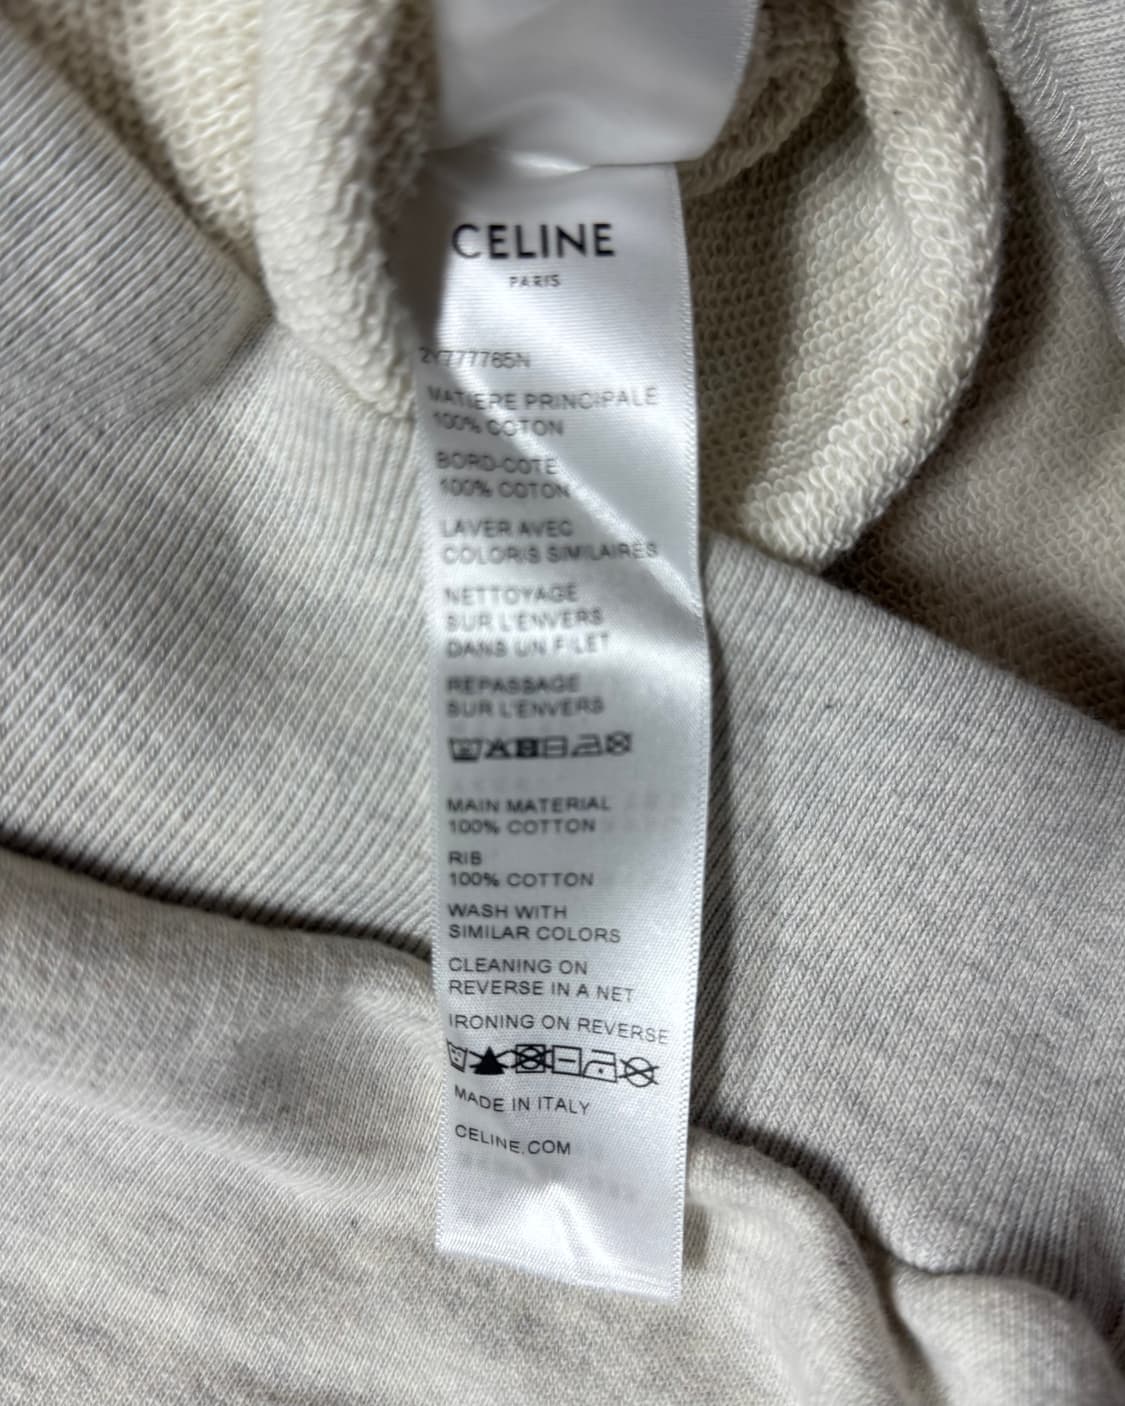 CELINE
PARIS
2Y777765N
MATIERE PRINCIPALE
100% COTON
BORD-COTE
100% COTON
LAVER AVEC
COLORIS SIMILAIRES
NETTOYAGE
SUR L'ENVERS
DANS UN FILET
REPASSAGE
SUR L'ENVERS
MAIN MATERIAL
100% COTTON
RIB
100% COTTON
WASH WITH
SIMILAR COLORS
CLEANING ON
REVERSE IN A NET
IRONING ON REVERSE
MADE IN ITALY
CELINE.COM